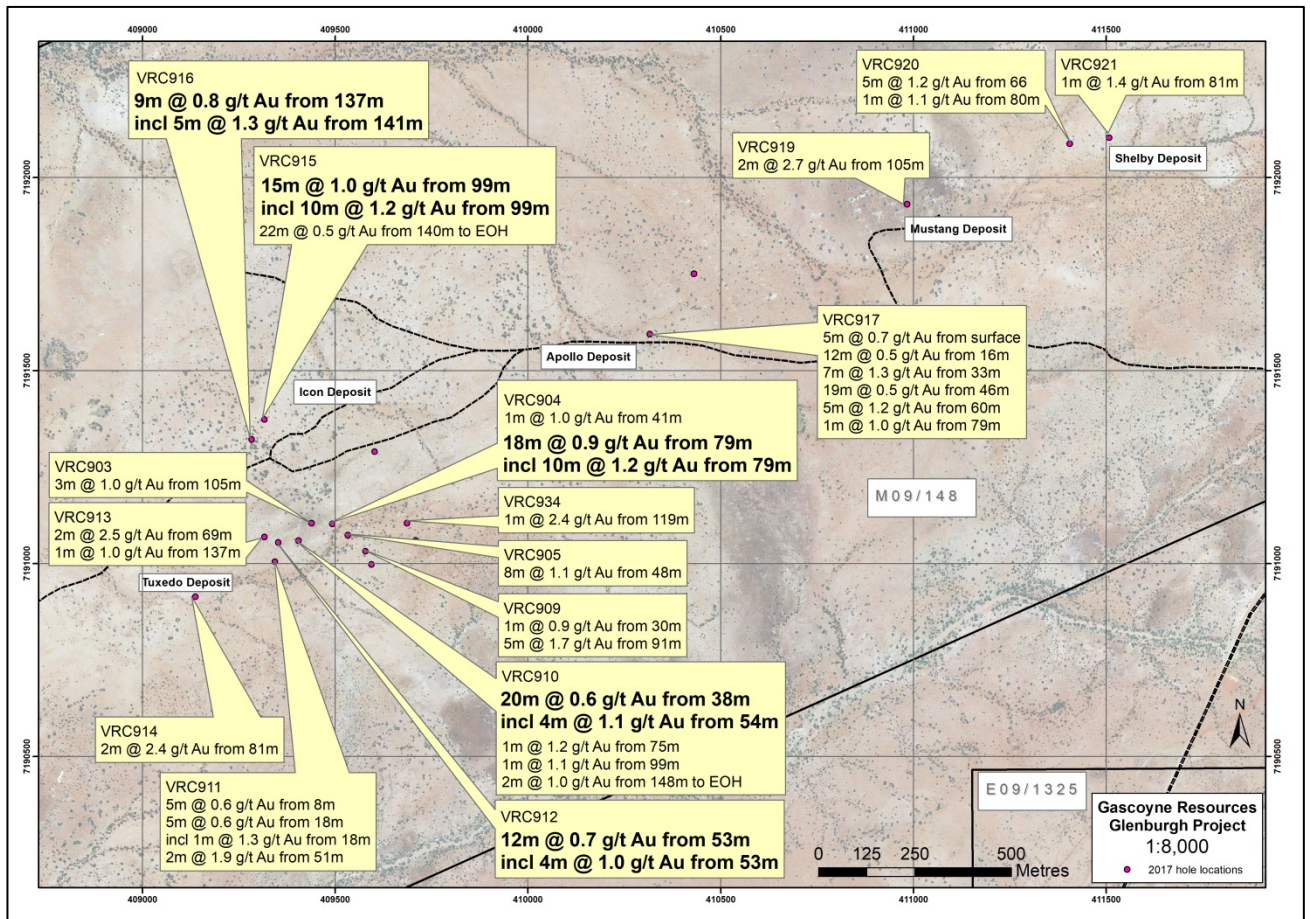 409000
409500
410000
410500
411000
411500
VRC916
9m @ 0.8 g/t Au from 137m
incl 5m @ 1.3 g/t Au from 141m
VRC920
5m @ 1.2 g/t Au from 66
1m @ 1.1 g/t Au from 80m
VRC921
1m @ 1.4 g/t Au from 81m
VRC915
15m @ 1.0 g/t Au from 99m
incl 10m @ 1.2 g/t Au from 99m
22m @ 0.5 g/t Au from 140m to EOH
VRC919
2m @ 2.7 g/t Au from 105m
Shelby Deposit
7192000
7192000
Mustang Deposit
VRC917
5m @ 0.7 g/t Au from surface
12m @ 0.5 g/t Au from 16m
7m @ 1.3 g/t Au from 33m
19m @ 0.5 g/t Au from 46m
5m @ 1.2 g/t Au from 60m
1m @ 1.0 g/t Au from 79m
Apollo Deposit
7191500
7191500
Icon Deposit
VRC904
1m @ 1.0 g/t Au from 41m
18m @ 0.9 g/t Au from 79m
incl 10m @ 1.2 g/t Au from 79m
VRC903
3m @ 1.0 g/t Au from 105m
M09/148
VRC934
1m @ 2.4 g/t Au from 119m
VRC913
2m @ 2.5 g/t Au from 69m
1m @ 1.0 g/t Au from 137m
VRC905
8m @ 1.1 g/t Au from 48m
7191000
7191000
Tuxedo Deposit
VRC909
1m @ 0.9 g/t Au from 30m
5m @ 1.7 g/t Au from 91m
VRC910
20m @ 0.6 g/t Au from 38m
incl 4m @ 1.1 g/t Au from 54m
1m @ 1.2 g/t Au from 75m
1m @ 1.1 g/t Au from 99m
2m @ 1.0 g/t Au from 148m to EOH
VRC914
2m @ 2.4 g/t Au from 81m
N
7190500
7190500
VRC911
5m @ 0.6 g/t Au from 8m
5m @ 0.6 g/t Au from 18m
incl 1m @ 1.3 g/t Au from 18m
2m @ 1.9 g/t Au from 51m
E09/1325
VRC912
12m @ 0.7 g/t Au from 53m
incl 4m @ 1.0 g/t Au from 53m
Gascoyne Resources
Glenburgh Project
1:8,000
2017 hole locations
0 125 250 500
Metres
409000
409500
410000
410500
411000
411500